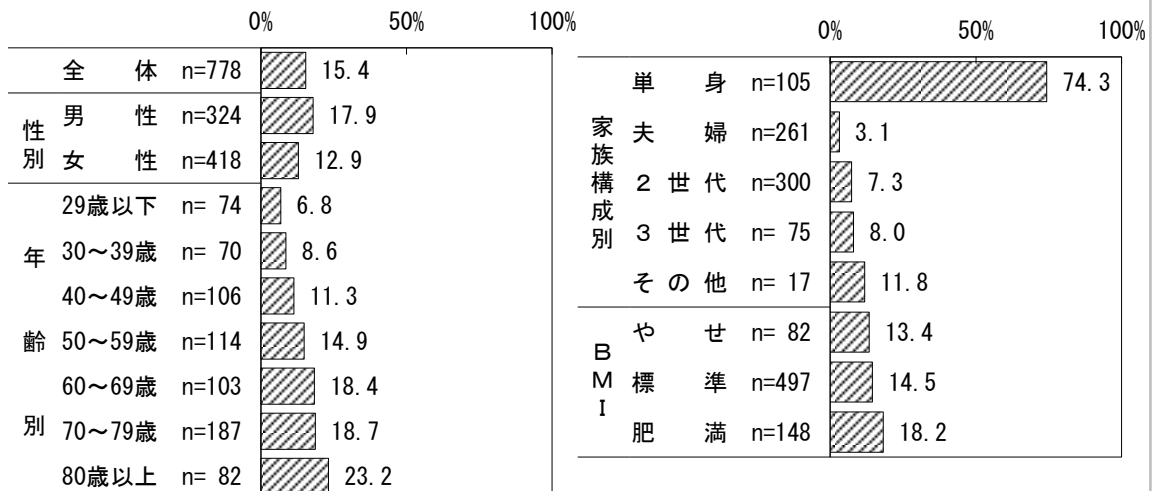 0% 50% 100%
全 体 n=778 15.4
性別
男 性 n=324 17.9
女 性 n=418 12.9
年齢別
29歳以下 n= 74 6.8
30～39歳 n= 70 8.6
40～49歳 n=106 11.3
50～59歳 n=114 14.9
60～69歳 n=103 18.4
70～79歳 n=187 18.7
80歳以上 n= 82 23.2
0% 50% 100%
家族構成別
単 身 n=105 74.3
夫 婦 n=261 3.1
２ 世 代 n=300 7.3
３ 世 代 n= 75 8.0
そ の 他 n= 17 11.8
ＢＭＩ
や せ n= 82 13.4
標 準 n=497 14.5
肥 満 n=148 18.2